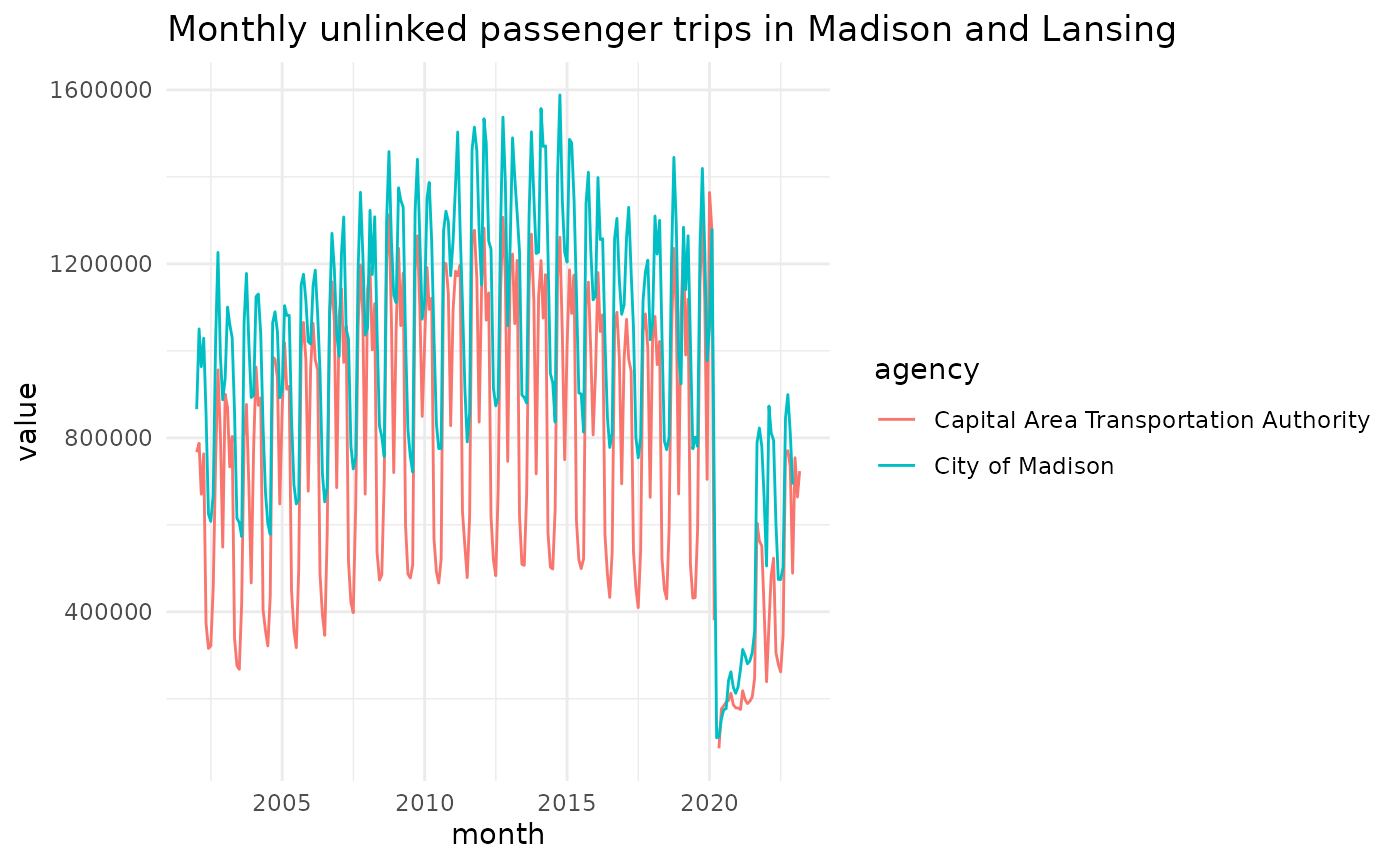 Monthly unlinked passenger trips in Madison and Lansing
1600000
1200000
800000
400000
value
2005 2010 2015 2020
month
agency
Capital Area Transportation Authority
City of Madison